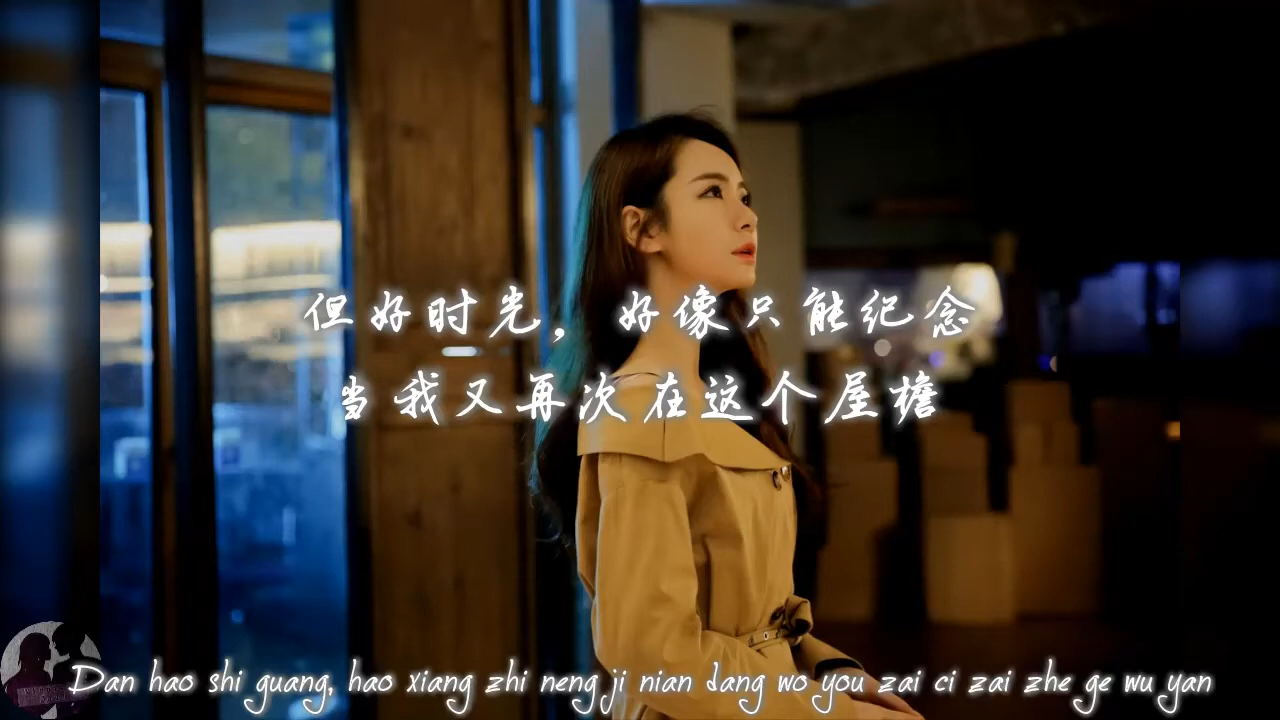 但好时光，好像只能纪念
当我又再次在这个屋檐
Dan hao shi guang, hao xiang zhi neng ji nian dang wo you zai ci zai zhe ge wu yan